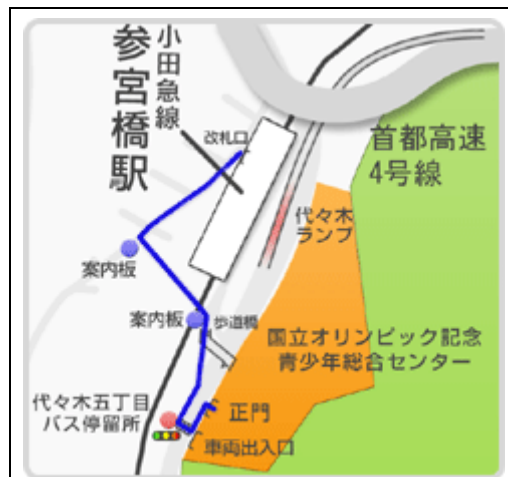 参宮橋駅
小田急線
改札口
首都高速
4号線
代々木
ランプ
案内板
案内板
歩道橋
国立オリンピック記念
青少年総合センター
代々木五丁目
バス停留所
正門
車両出入口